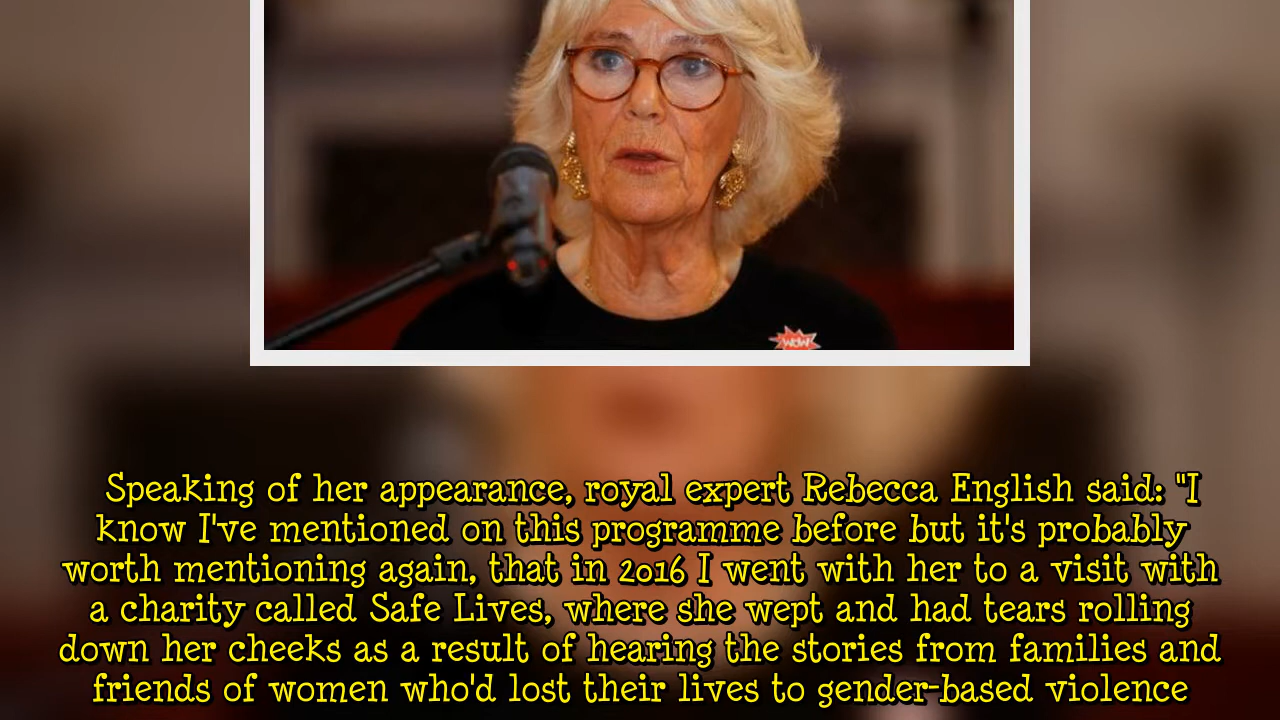 WOW!
Speaking of her appearance, royal expert Rebecca English said: "I
know I've mentioned on this programme before but it's probably
worth mentioning again, that in 2016 I went with her to a visit with
a charity called Safe Lives, where she wept and had tears rolling
down her cheeks as a result of hearing the stories from families and
friends of women who'd lost their lives to gender-based violence